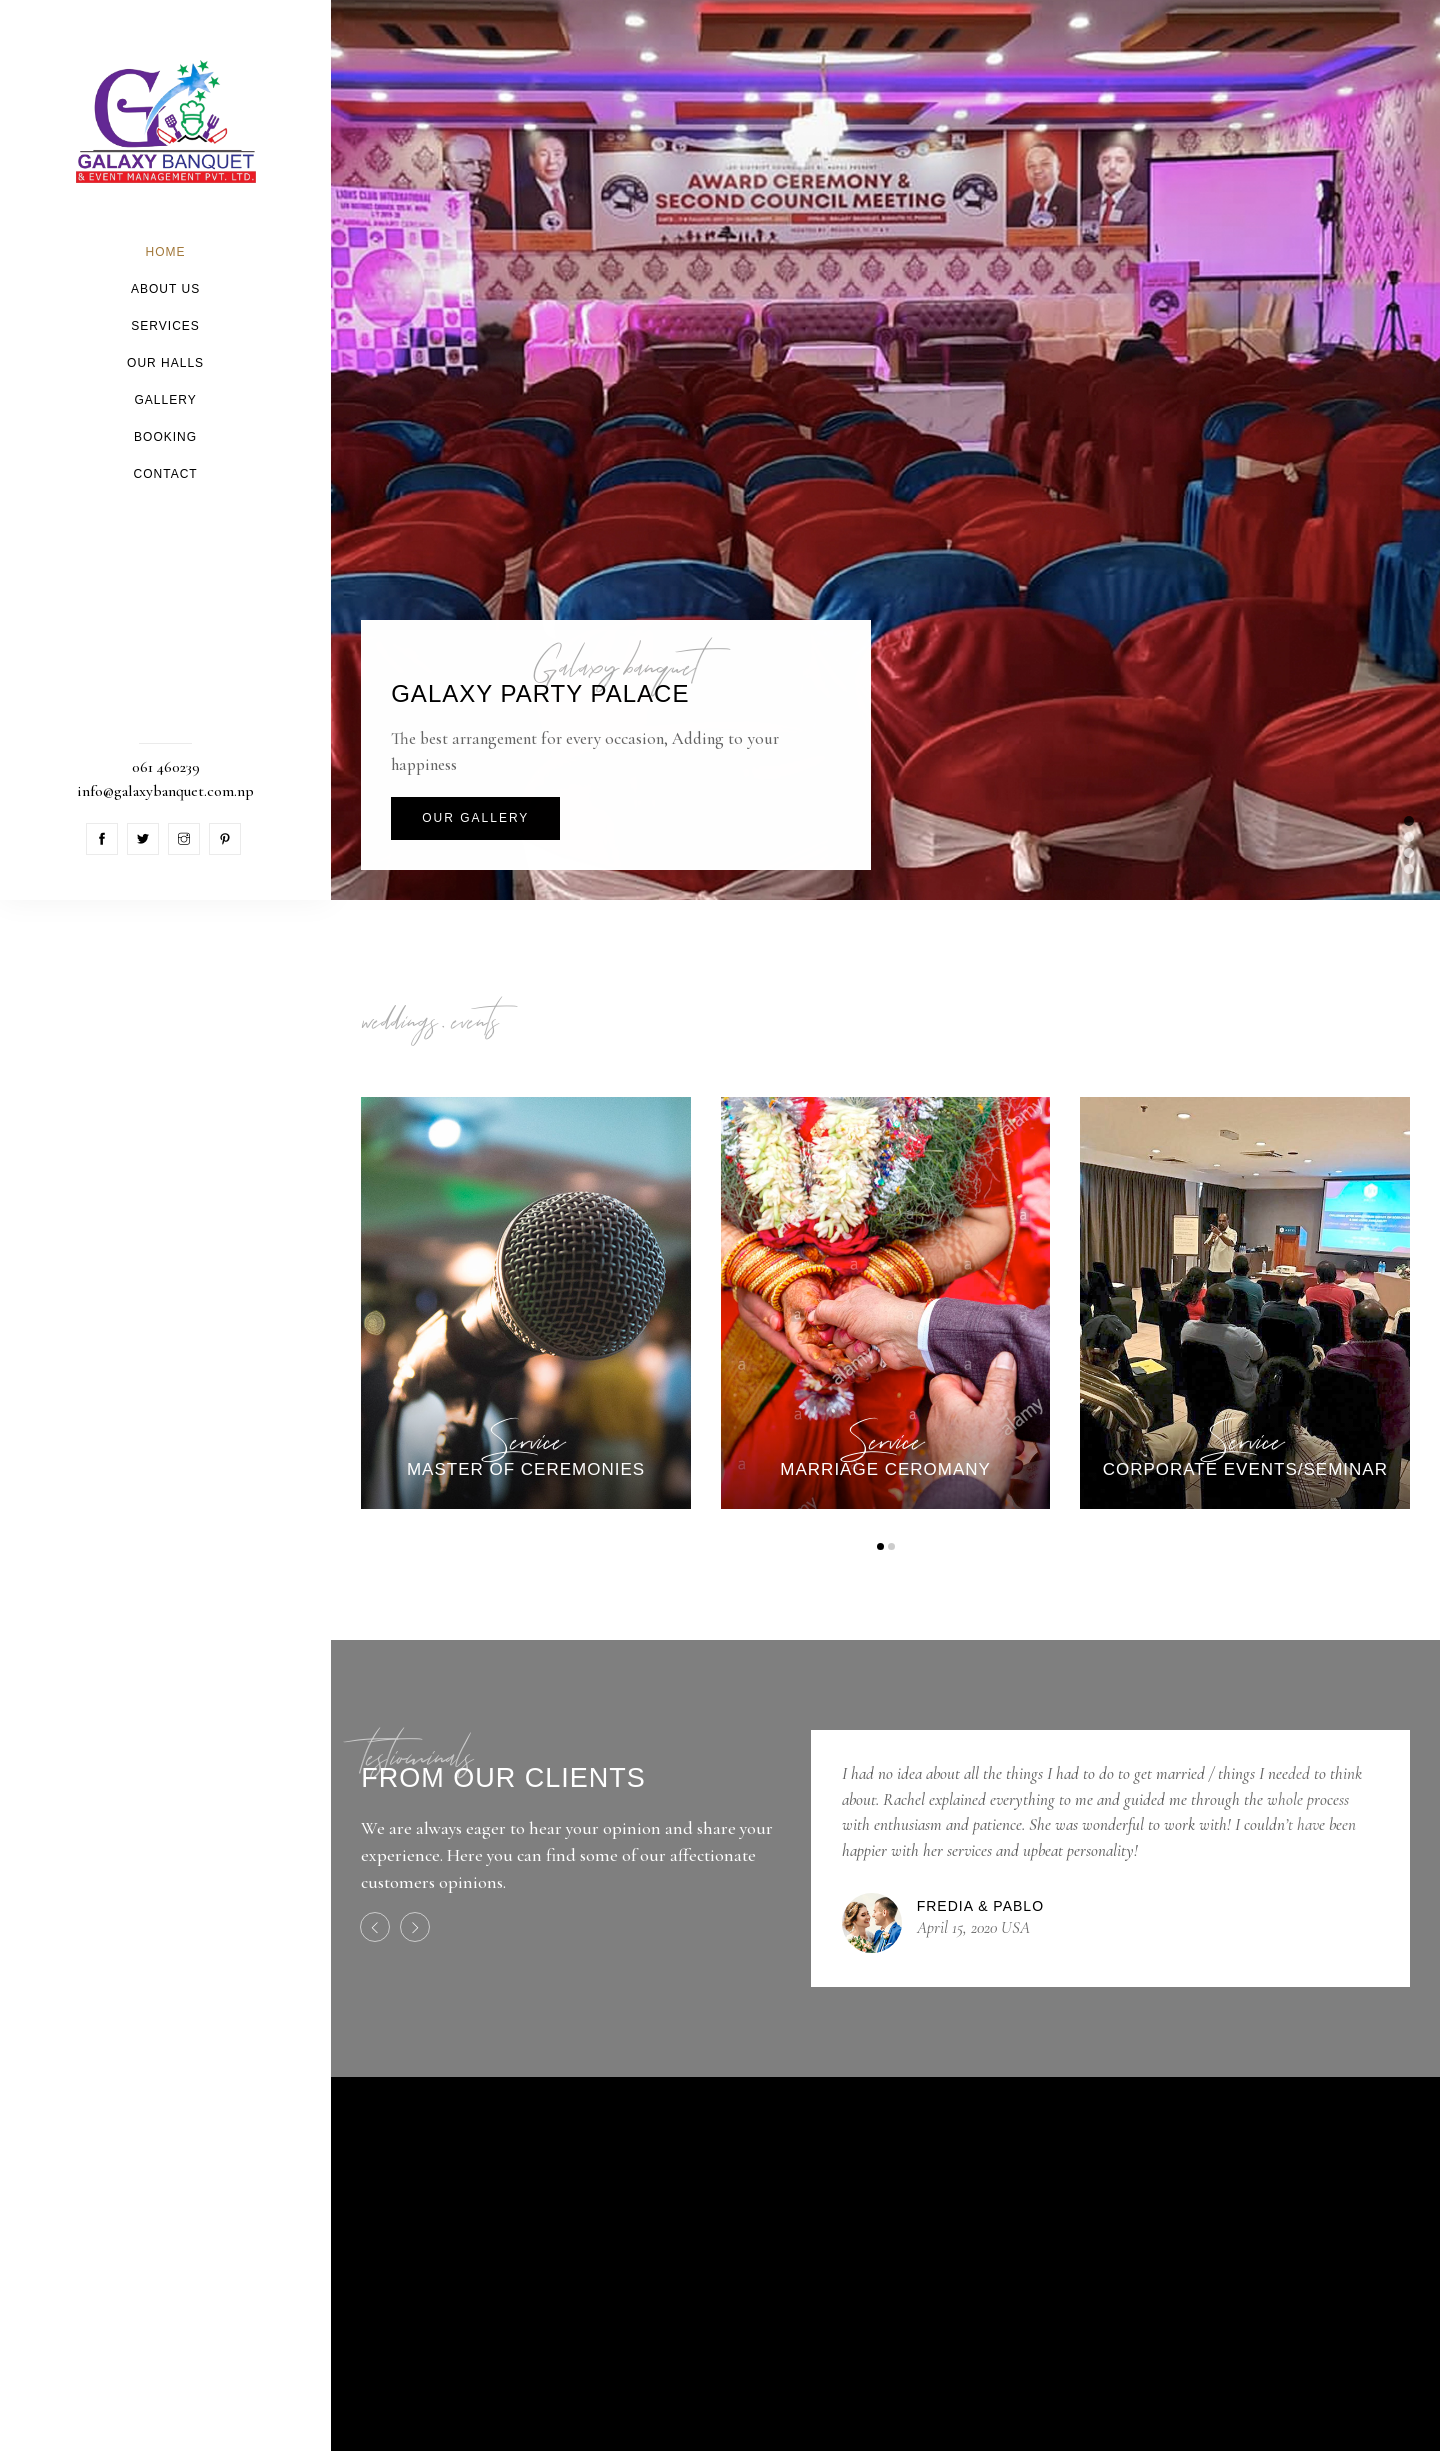 GALAXY BANQUET
& EVENT MANAGEMENT PVT. LTD.
HOME
ABOUT US
SERVICES
OUR HALLS
GALLERY
BOOKING
CONTACT
061 460239
info@galaxybanquet.com.np
LIONS CLUB INTERNATIONAL
AWARD CEREMONY &
SECOND COUNCIL MEETING
Galaxy banquet
GALAXY PARTY PALACE
The best arrangement for every occasion, Adding to your
happiness
OUR GALLERY
weddings . events
Service
MASTER OF CEREMONIES
alamy
alamy
alamy
Service
MARRIAGE CEROMANY
Service
CORPORATE EVENTS/SEMINAR
Testiominals
FROM OUR CLIENTS
We are always eager to hear your opinion and share your
experience. Here you can find some of our affectionate
customers opinions.
I had no idea about all the things I had to do to get married / things I needed to think
about. Rachel explained everything to me and guided me through the whole process
with enthusiasm and patience. She was wonderful to work with! I couldn’t have been
happier with her services and upbeat personality!
FREDIA & PABLO
April 15, 2020 USA